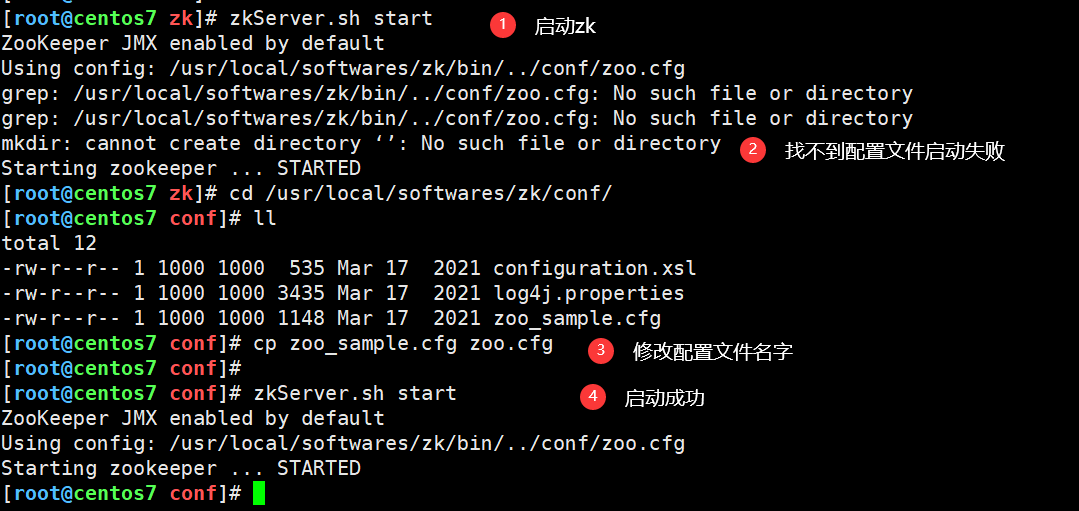 [root@centos7 zk]# zkServer.sh start 1 启动zk
ZooKeeper JMX enabled by default
Using config: /usr/local/softwares/zk/bin/../conf/zoo.cfg
grep: /usr/local/softwares/zk/bin/../conf/zoo.cfg: No such file or directory
grep: /usr/local/softwares/zk/bin/../conf/zoo.cfg: No such file or directory
mkdir: cannot create directory ‘’: No such file or directory 2 找不到配置文件启动失败
Starting zookeeper ... STARTED
[root@centos7 zk]# cd /usr/local/softwares/zk/conf/
[root@centos7 conf]# ll
total 12
-rw-r--r-- 1 1000 1000  535 Mar 17  2021 configuration.xsl
-rw-r--r-- 1 1000 1000 3435 Mar 17  2021 log4j.properties
-rw-r--r-- 1 1000 1000 1148 Mar 17  2021 zoo_sample.cfg
[root@centos7 conf]# cp zoo_sample.cfg zoo.cfg 3 修改配置文件名字
[root@centos7 conf]#
[root@centos7 conf]# zkServer.sh start 4 启动成功
ZooKeeper JMX enabled by default
Using config: /usr/local/softwares/zk/bin/../conf/zoo.cfg
Starting zookeeper ... STARTED
[root@centos7 conf]#